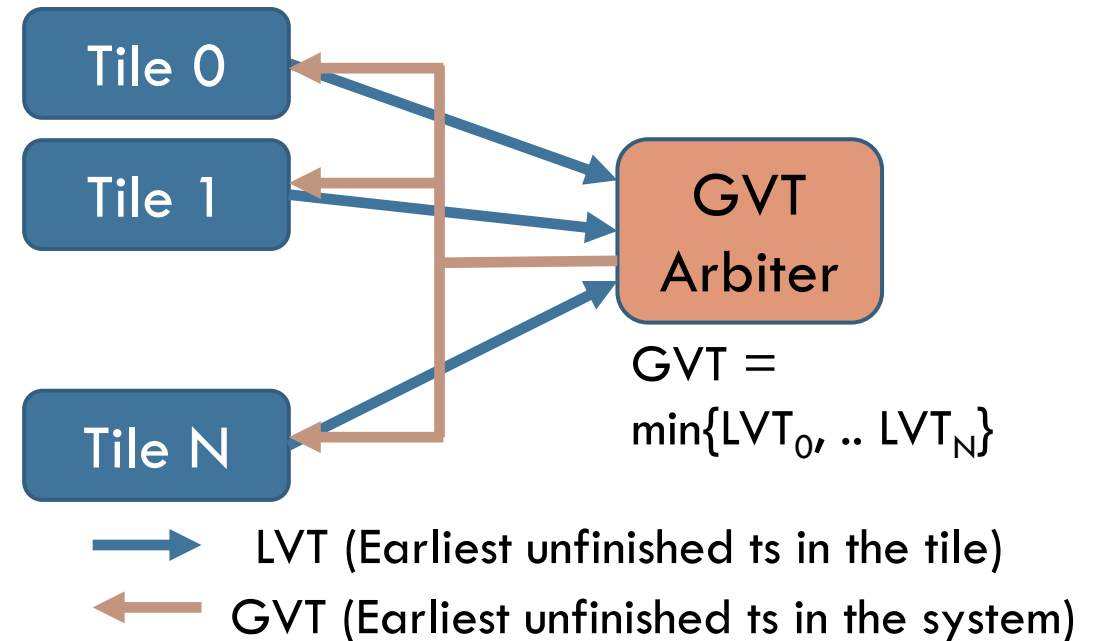 Tile 0
Tile 1
Tile N
GVT
Arbiter
GVT =
min{LVT₀, .. LVT_N}
LVT (Earliest unfinished ts in the tile)
GVT (Earliest unfinished ts in the system)